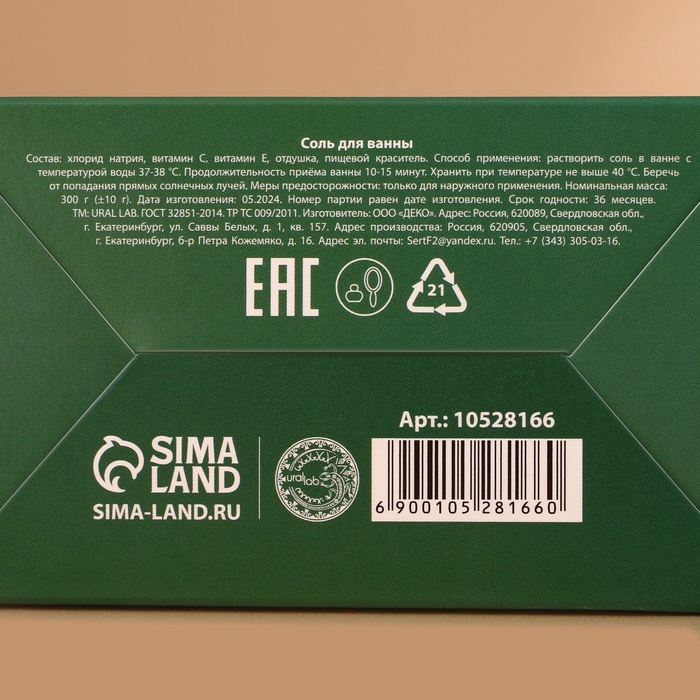 Соль для ванны
Состав: хлорид натрия, витамин С, витамин Е, отдушка, пищевой краситель. Способ применения: растворить соль в ванне с
температурой воды 37-38 °С. Продолжительность приёма ванны 10-15 минут. Хранить при температуре не выше 40 °С. Беречь
от попадания прямых солнечных лучей. Меры предосторожности: только для наружного применения. Номинальная масса:
300 г (±10 г). Дата изготовления: 05.2024. Номер партии равен дате изготовления. Срок годности: 36 месяцев.
ТМ: URAL LAB. ГОСТ 32851-2014. ТР ТС 009/2011. Изготовитель: ООО «ДЕКО». Адрес: Россия, 620089, Свердловская обл.,
г. Екатеринбург, ул. Саввы Белых, д. 1, кв. 157. Адрес производства: Россия, 620905, Свердловская обл.,
г. Екатеринбург, б-р Петра Кожемяко, д. 16. Адрес эл. почты: SertF2@yandex.ru. Тел.: +7 (343) 305-03-16.
EAC
21
SIMA
LAND
SIMA-LAND.RU
ural lab
Арт.: 10528166
6 900105 281660